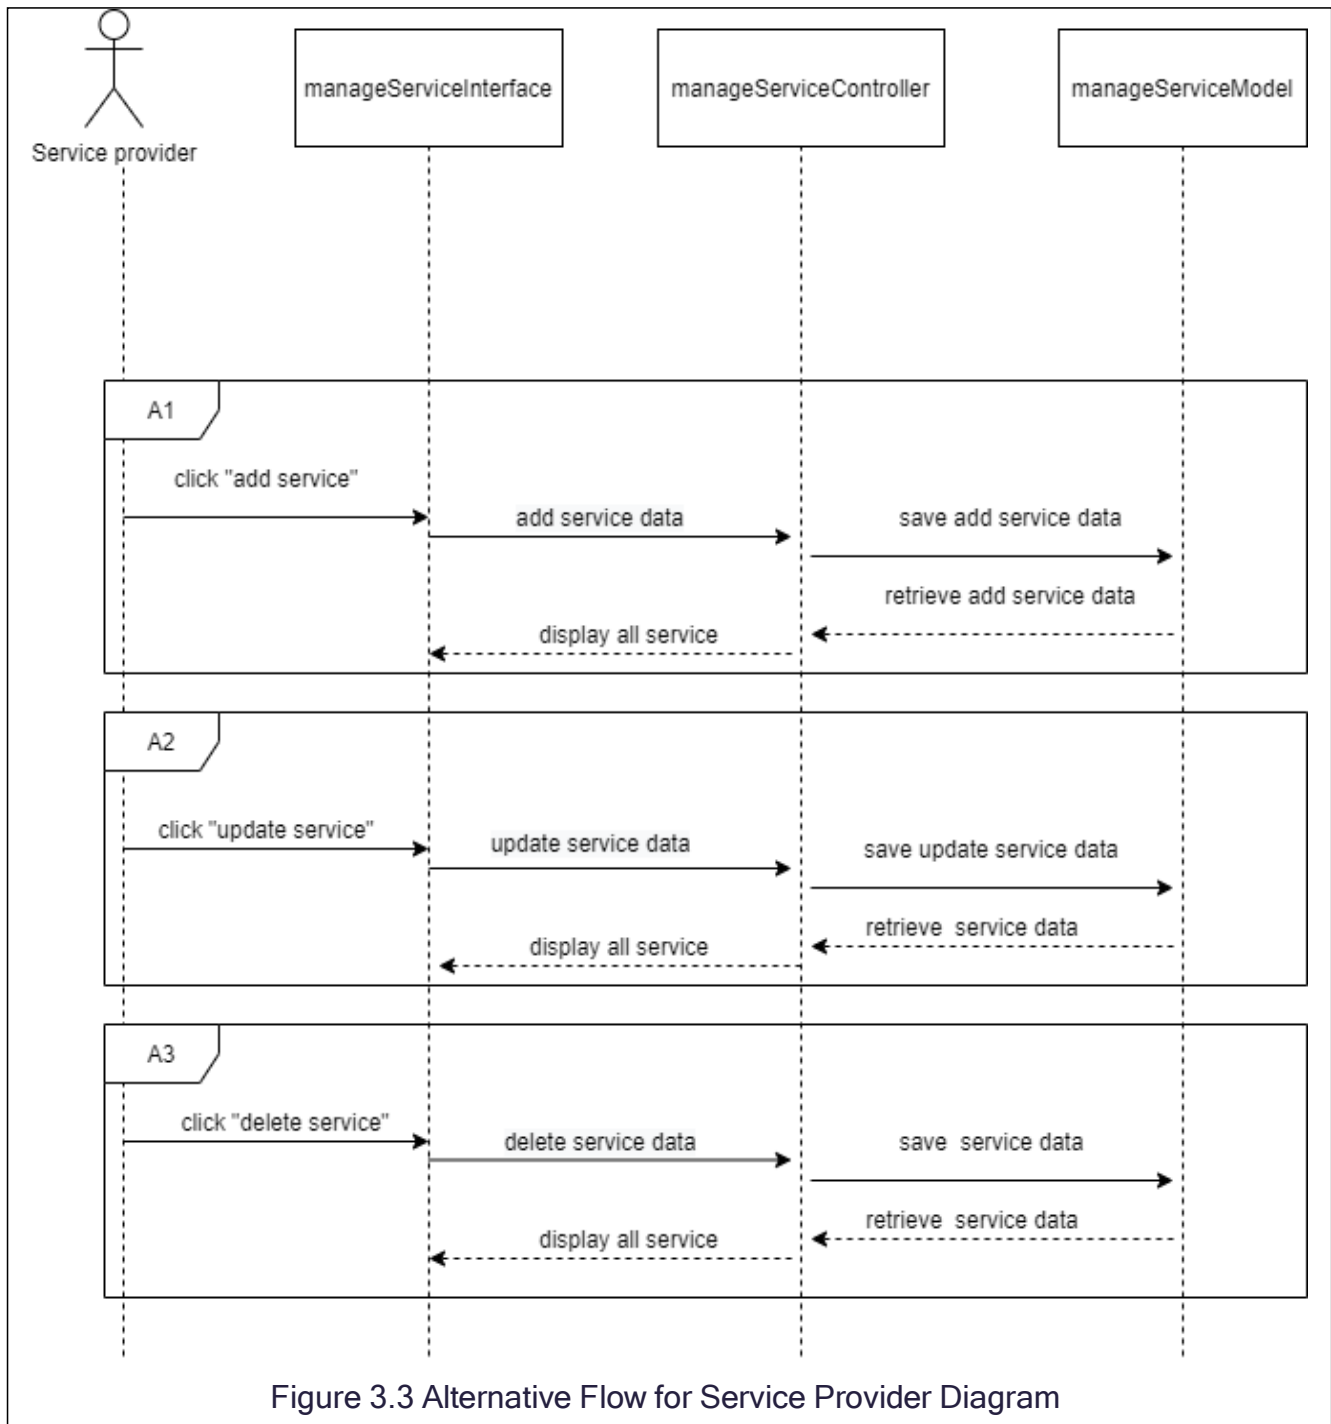 Service provider
manageServiceInterface
manageServiceController
manageServiceModel
A1
click "add service"
add service data
save add service data
retrieve add service data
display all service
A2
click "update service"
update service data
save update service data
retrieve  service data
display all service
A3
click "delete service"
delete service data
save  service data
retrieve  service data
display all service
Figure 3.3 Alternative Flow for Service Provider Diagram